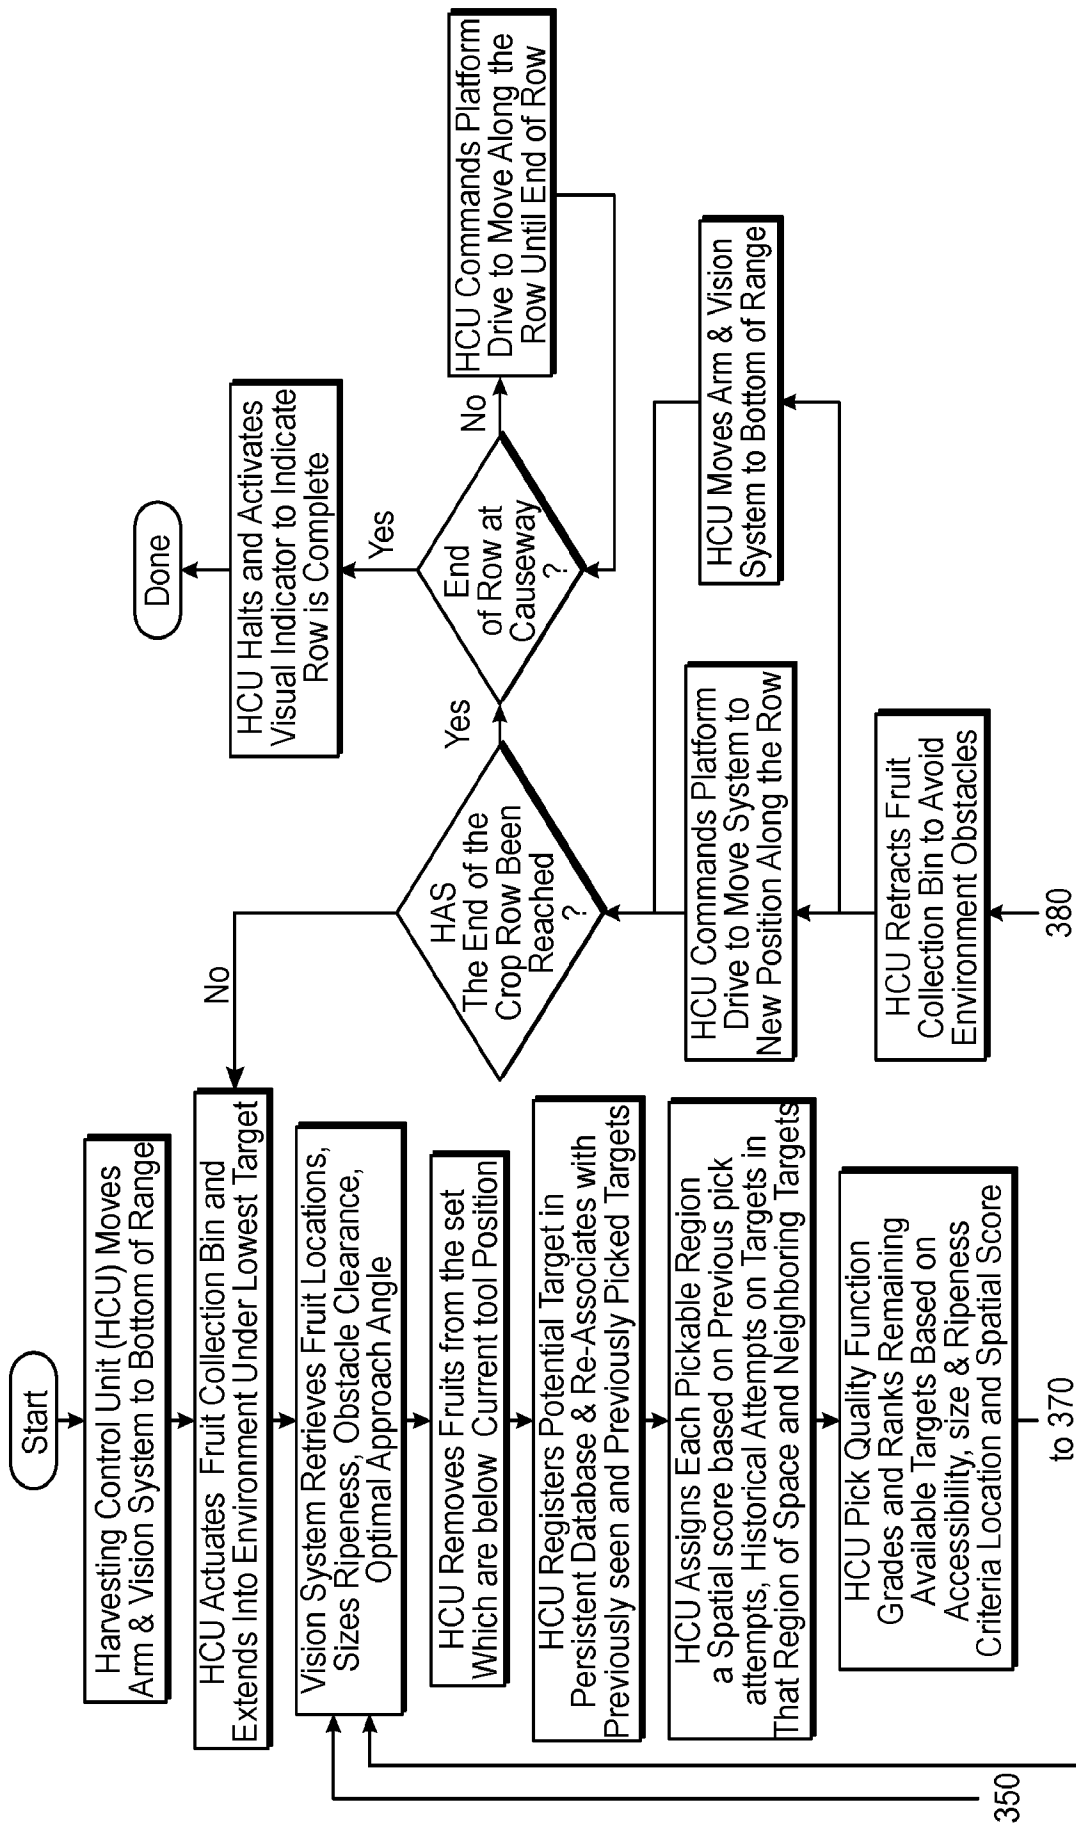 Start
Harvesting Control Unit (HCU) Moves
Arm & Vision System to Bottom of Range
HCU Actuates Fruit Collection Bin and
Extends Into Environment Under Lowest Target
Vision System Retrieves Fruit Locations,
Sizes Ripeness, Obstacle Clearance,
Optimal Approach Angle
HCU Removes Fruits from the set
Which are below Current tool Position
HCU Registers Potential Target in
Persistent Database & Re-Associates with
Previously seen and Previously Picked Targets
HCU Assigns Each Pickable Region
a Spatial score based on Previous pick
attempts, Historical Attempts on Targets in
That Region of Space and Neighboring Targets
HCU Pick Quality Function
Grades and Ranks Remaining
Available Targets Based on
Accessibility, size & Ripeness
Criteria Location and Spatial Score
to 370
350
No
HAS
The End of the
Crop Row Been
Reached
?
Yes
HCU Commands Platform
Drive to Move System to
New Position Along the Row
HCU Retracts Fruit
Collection Bin to Avoid
Environment Obstacles
380
Done
HCU Halts and Activates
Visual Indicator to Indicate
Row is Complete
Yes
End
of Row at
Causeway
?
No
HCU Commands Platform
Drive to Move Along the
Row Until End of Row
HCU Moves Arm & Vision
System to Bottom of Range